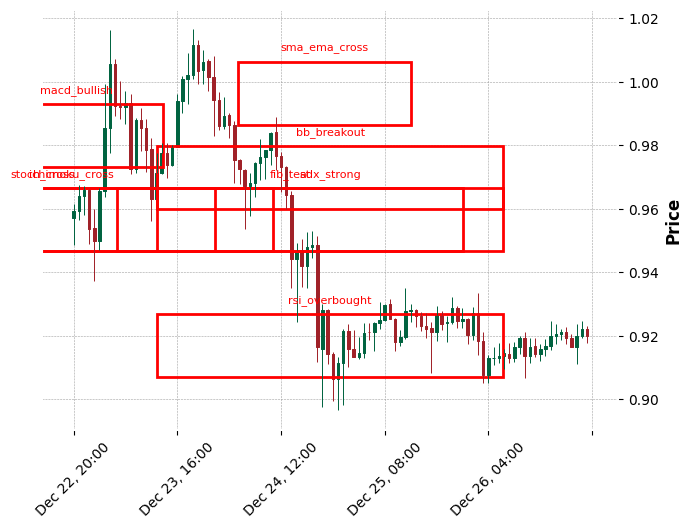 1.02
sma_ema_cross
1.00
macd_bullish
bb_breakout
0.98
stoch_cross
ichimoku_cross
fib_test
adx_strong
0.96
Price
0.94
rsi_overbought
0.92
0.90
Dec 22, 20:00
Dec 23, 16:00
Dec 24, 12:00
Dec 25, 08:00
Dec 26, 04:00